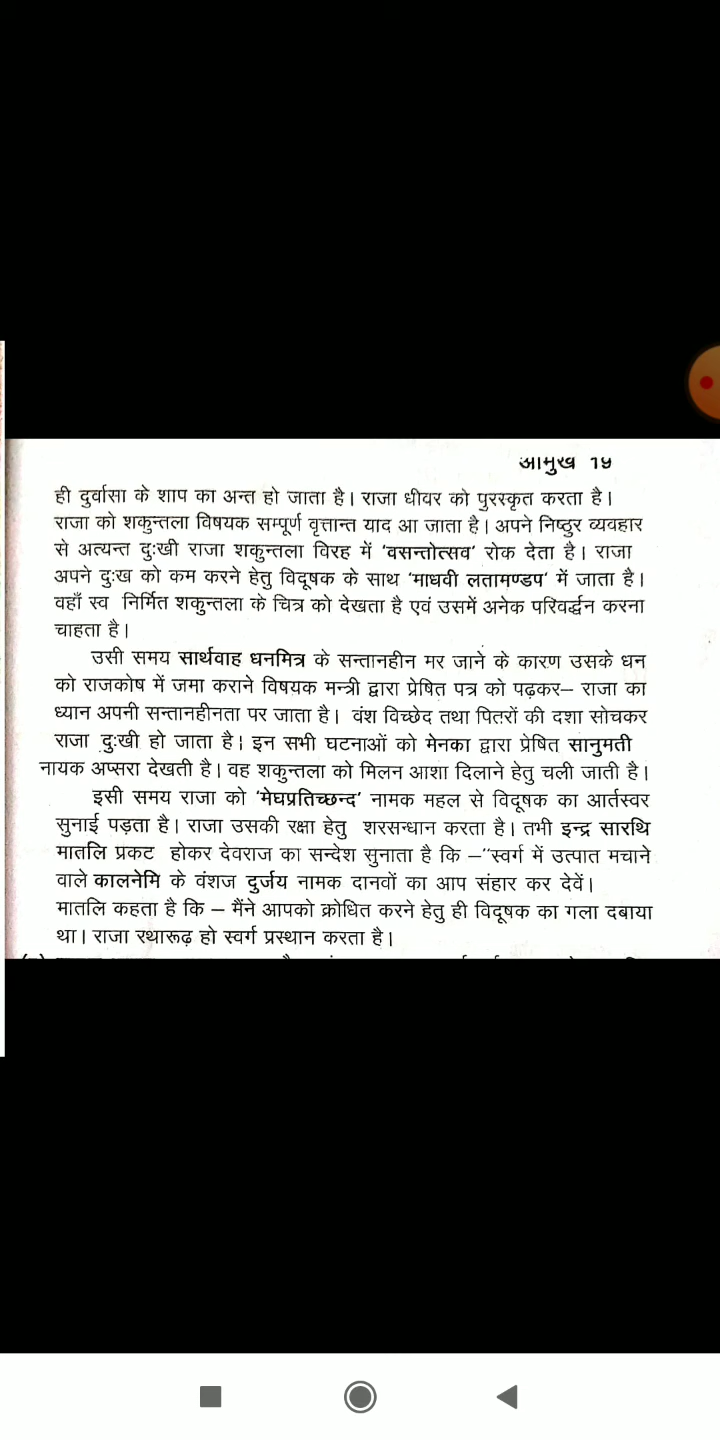 आमुख 19
ही दुर्वासा के शाप का अन्त हो जाता है। राजा धीवर को पुरस्कृत करता है।
राजा को शकुन्तला विषयक सम्पूर्ण वृत्तान्त याद आ जाता है। अपने निष्ठुर व्यवहार
से अत्यन्त दुःखी राजा शकुन्तला विरह में 'वसन्तोत्सव' रोक देता है। राजा
अपने दुःख को कम करने हेतु विदूषक के साथ 'माधवी लतामण्डप' में जाता है।
वहाँ स्व निर्मित शकुन्तला के चित्र को देखता है एवं उसमें अनेक परिवर्द्धन करना
चाहता है।
उसी समय सार्थवाह धनमित्र के सन्तानहीन मर जाने के कारण उसके धन
को राजकोष में जमा कराने विषयक मन्त्री द्वारा प्रेषित पत्र को पढ़कर– राजा का
ध्यान अपनी सन्तानहीनता पर जाता है। वंश विच्छेद तथा पितरों की दशा सोचकर
राजा दुःखी हो जाता है। इन सभी घटनाओं को मेनका द्वारा प्रेषित सानुमती
नायक अप्सरा देखती है। वह शकुन्तला को मिलन आशा दिलाने हेतु चली जाती है।
इसी समय राजा को 'मेघप्रतिच्छन्द' नामक महल से विदूषक का आर्तस्वर
सुनाई पड़ता है। राजा उसकी रक्षा हेतु शरसन्धान करता है। तभी इन्द्र सारथि
मातलि प्रकट होकर देवराज का सन्देश सुनाता है कि –"स्वर्ग में उत्पात मचाने
वाले कालनेमि के वंशज दुर्जय नामक दानवों का आप संहार कर देवें।
मातलि कहता है कि – मैंने आपको क्रोधित करने हेतु ही विदूषक का गला दबाया
था। राजा रथारूढ़ हो स्वर्ग प्रस्थान करता है।